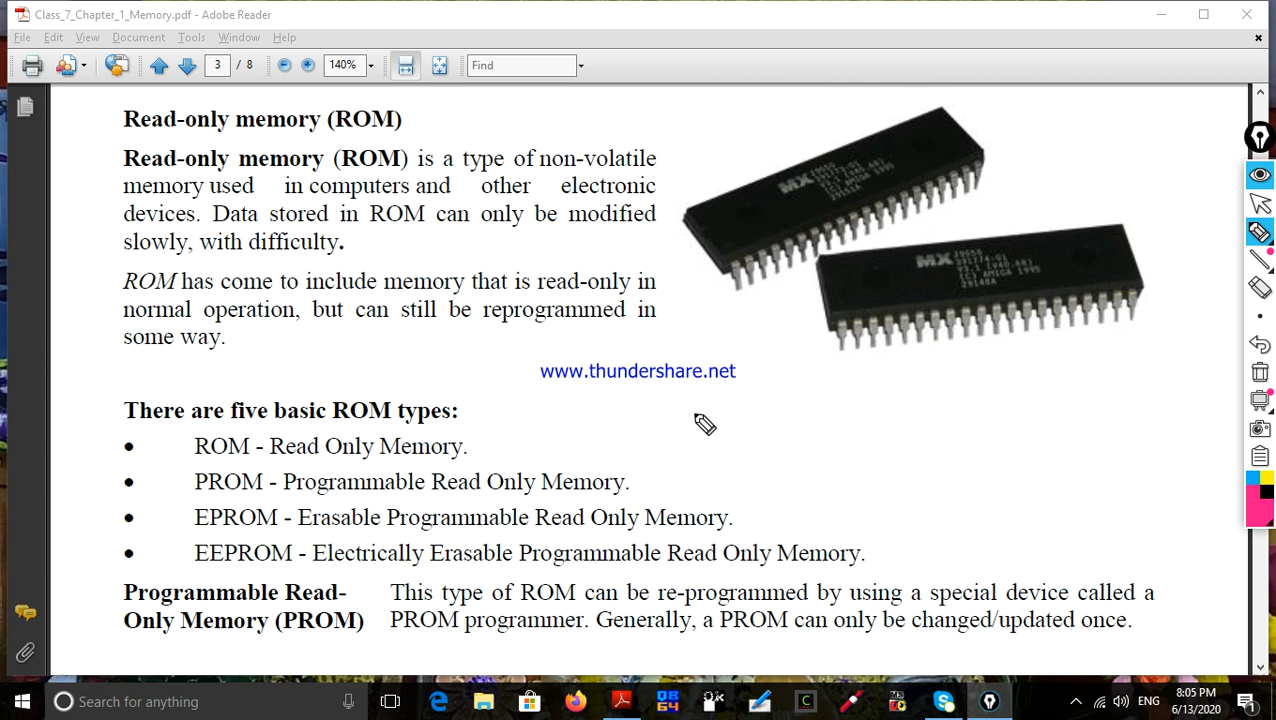 Class_7_Chapter_1_Memory.pdf - Adobe Reader
File Edit View Document Tools Window Help
3 / 8 140% Find
Read-only memory (ROM)
Read-only memory (ROM) is a type of non-volatile
memory used in computers and other electronic
devices. Data stored in ROM can only be modified
slowly, with difficulty.
ROM has come to include memory that is read-only in
normal operation, but can still be reprogrammed in
some way.
MX
AMIGA 1995
MX
AMIGA 1995
www.thundershare.net
There are five basic ROM types:
• ROM - Read Only Memory.
• PROM - Programmable Read Only Memory.
• EPROM - Erasable Programmable Read Only Memory.
• EEPROM - Electrically Erasable Programmable Read Only Memory.
Programmable Read-
Only Memory (PROM)
This type of ROM can be re-programmed by using a special device called a
PROM programmer. Generally, a PROM can only be changed/updated once.
Search for anything
ENG
8:05 PM
6/13/2020